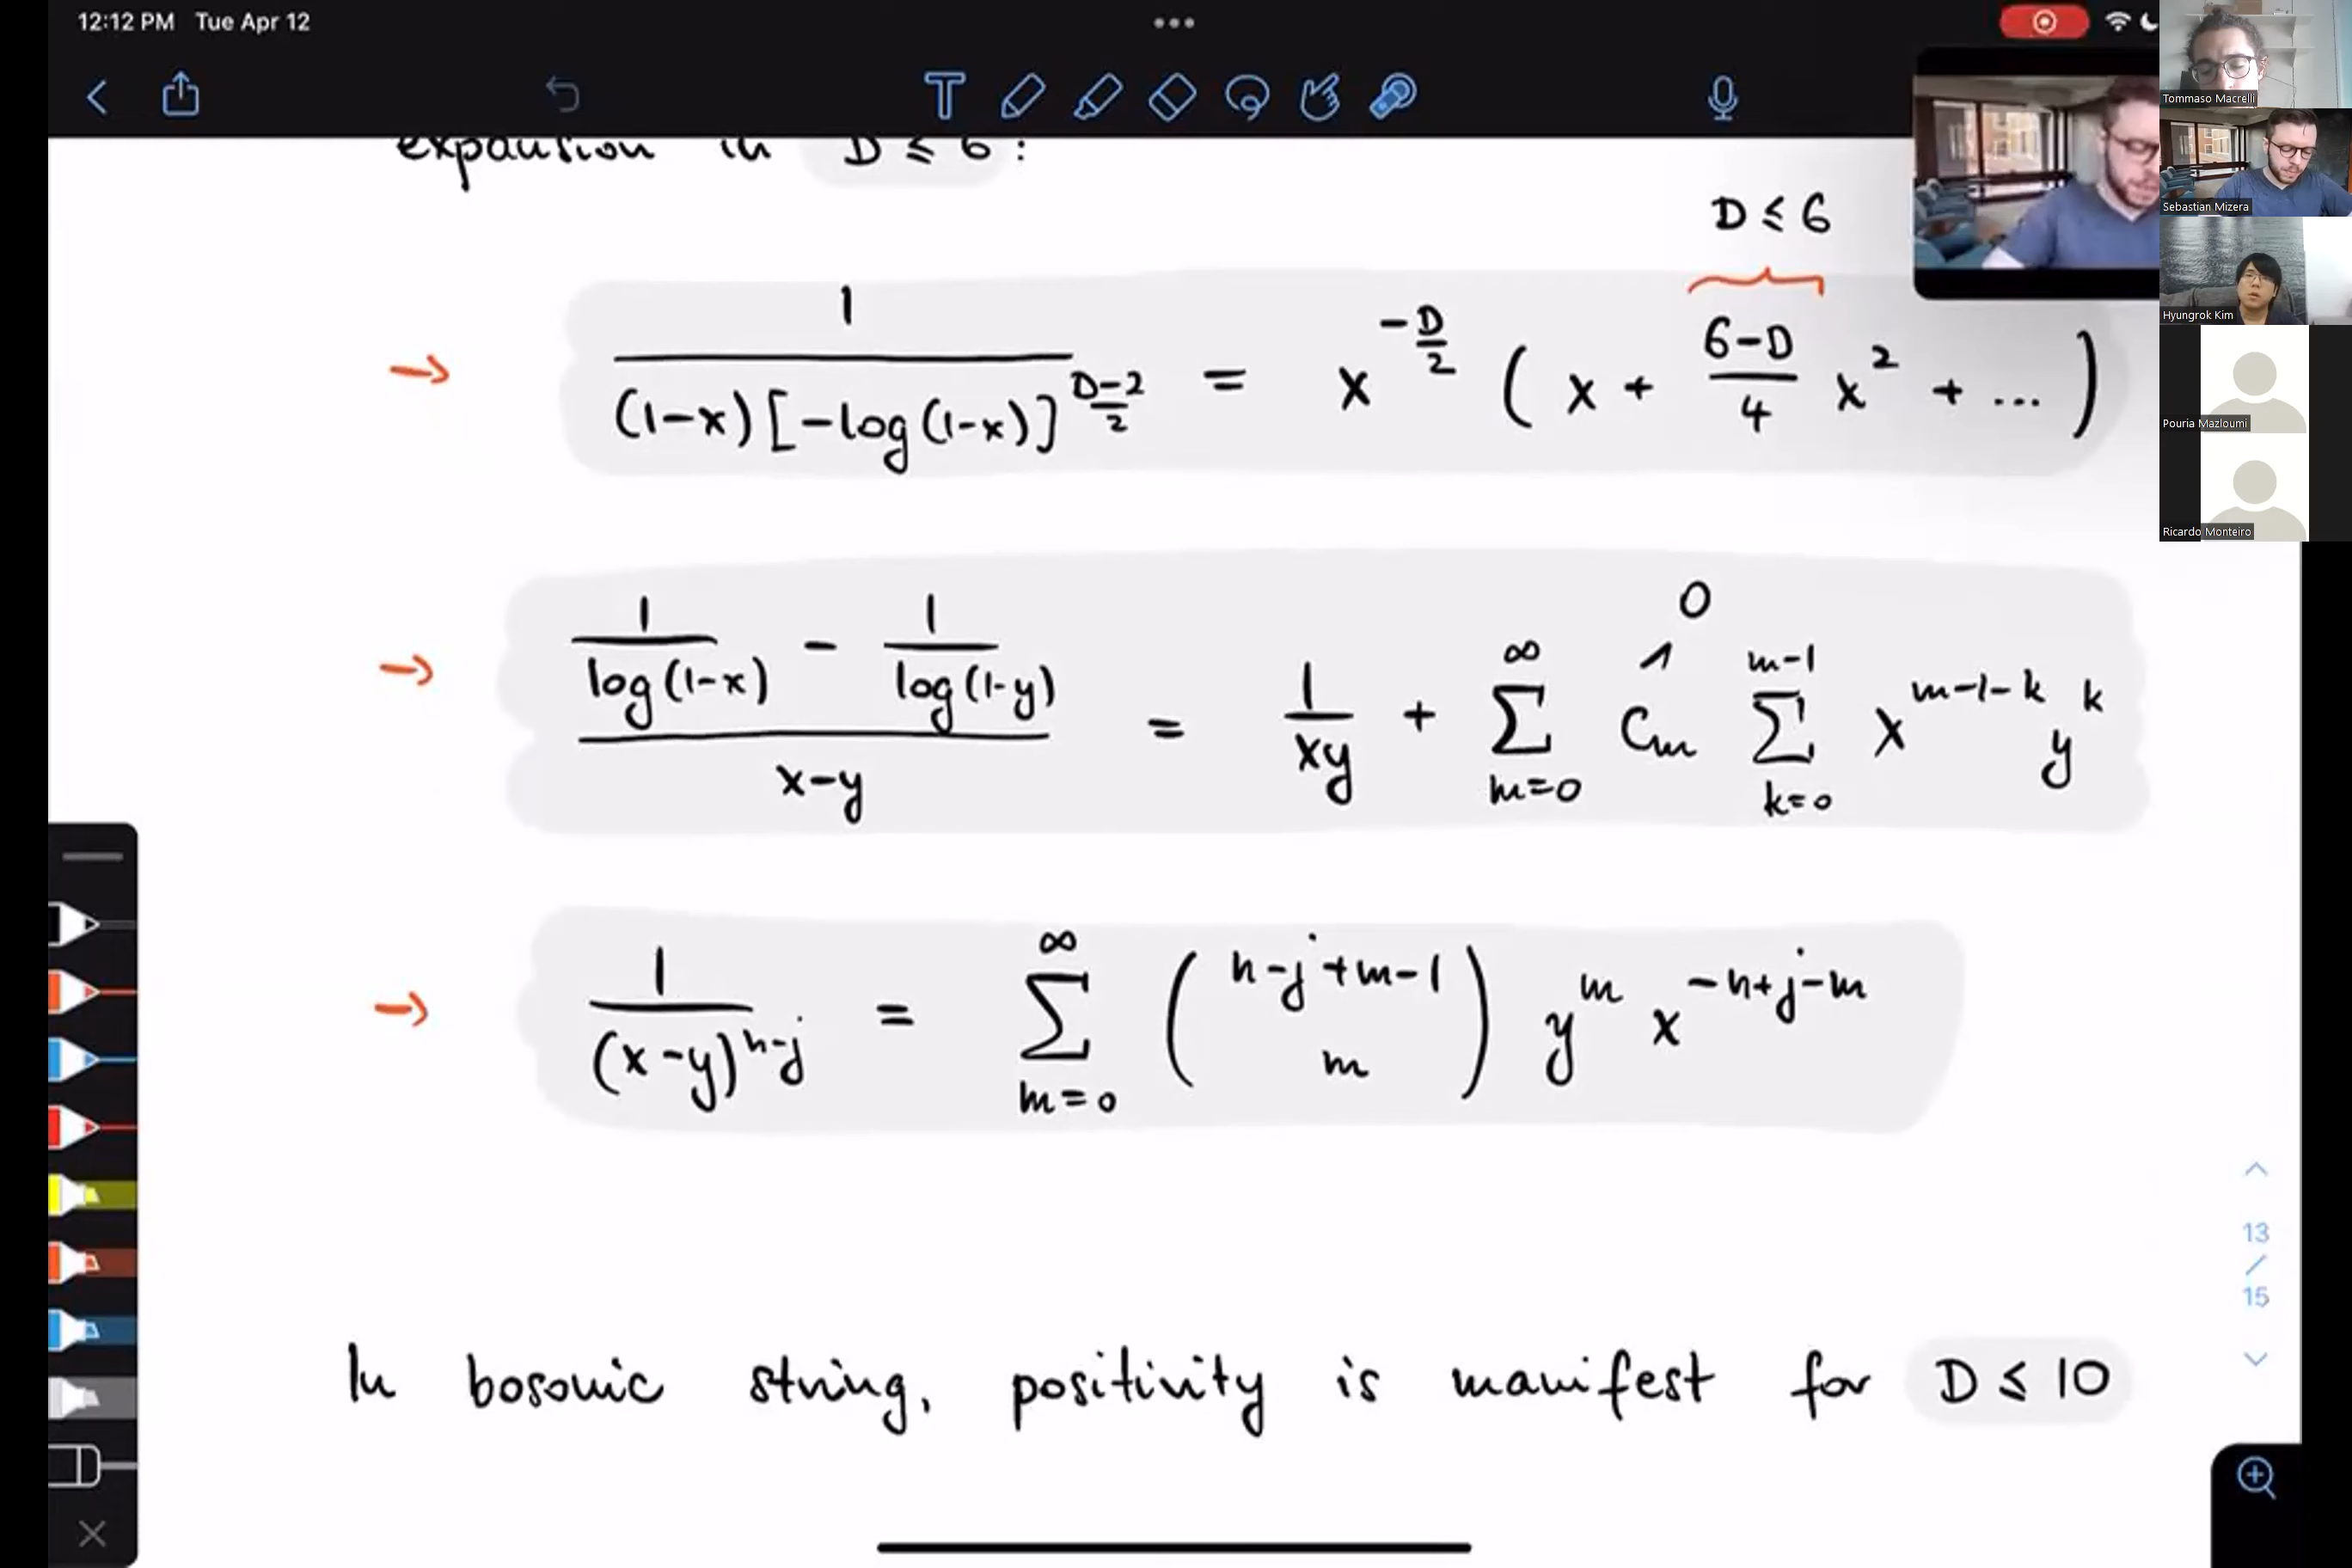 12:12 PM Tue Apr 12
Tommaso Macrelli
Sebastian Mizera
Hyungrok Kim
Pouria Mazloumi
Ricardo Monteiro
expansion in D ≤ 6 :
D ≤ 6
→ 1 / ((1-x) [-log(1-x)]^((D-2)/2)) = x^(-D/2) ( x + (6-D)/4 x² + ... )
→ (1/log(1-x) - 1/log(1-y)) / (x-y) = 1/(xy) + Σ_{m=0}^{∞} C_m Σ_{k=0}^{m-1} x^{m-1-k} y^k
0
→ 1/(x-y)^{n-j} = Σ_{m=0}^{∞} ( n-j+m-1 m ) y^m x^{-n+j-m}
13
/
15
In bosonic string, positivity is manifest for D ≤ 10